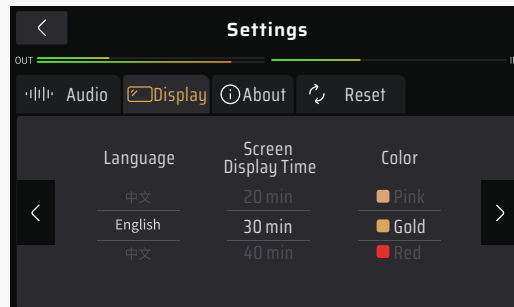 Settings
OUT
Audio Display About Reset
Language Screen Display Time Color
中文 20 min Pink
English 30 min Gold
中文 40 min Red